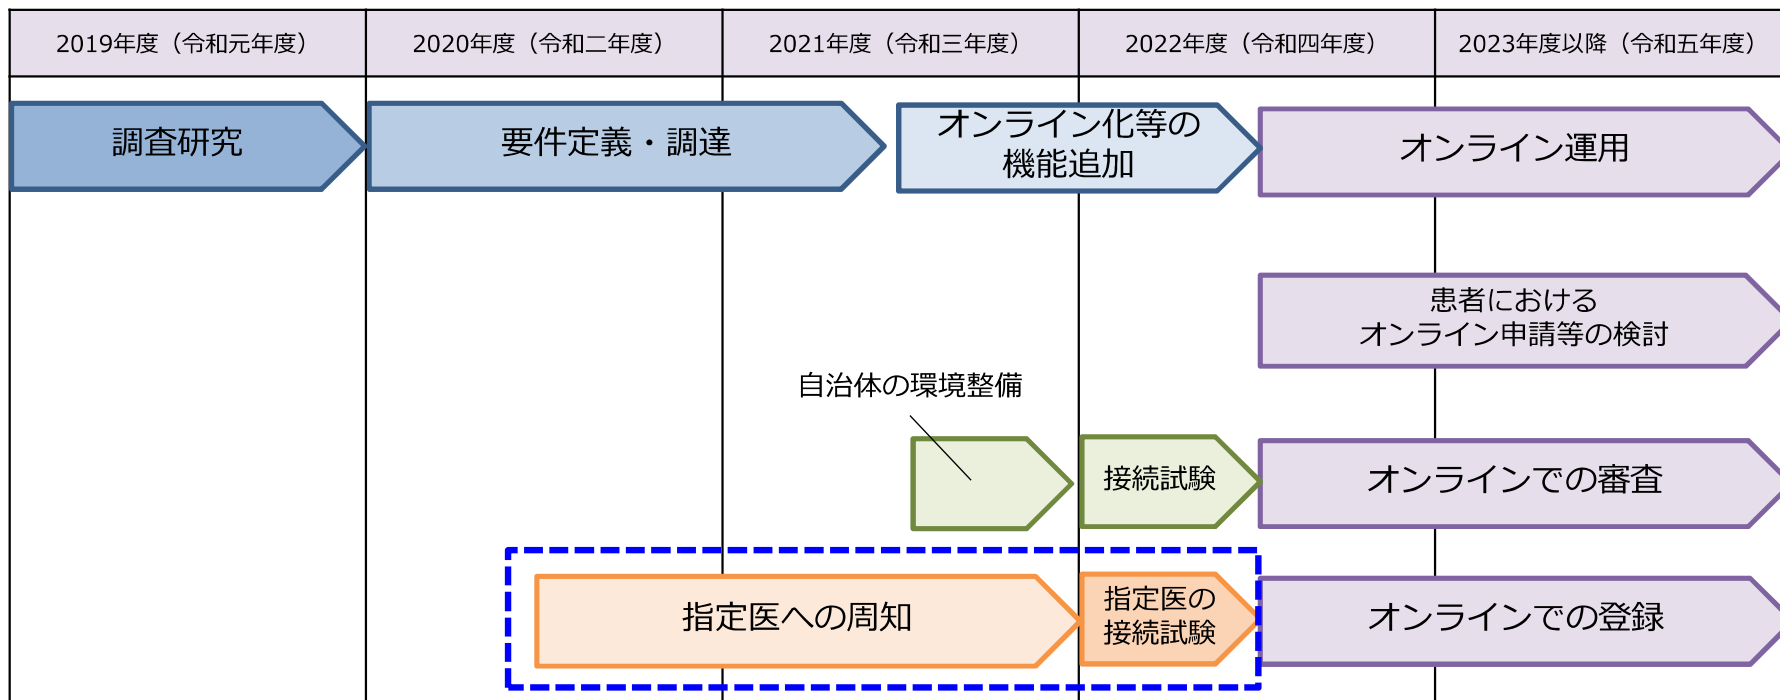 2019年度（令和元年度）
2020年度（令和二年度）
2021年度（令和三年度）
2022年度（令和四年度）
2023年度以降（令和五年度）
調査研究
要件定義・調達
オンライン化等の
機能追加
オンライン運用
患者における
オンライン申請等の検討
自治体の環境整備
接続試験
オンラインでの審査
指定医への周知
指定医の
接続試験
オンラインでの登録